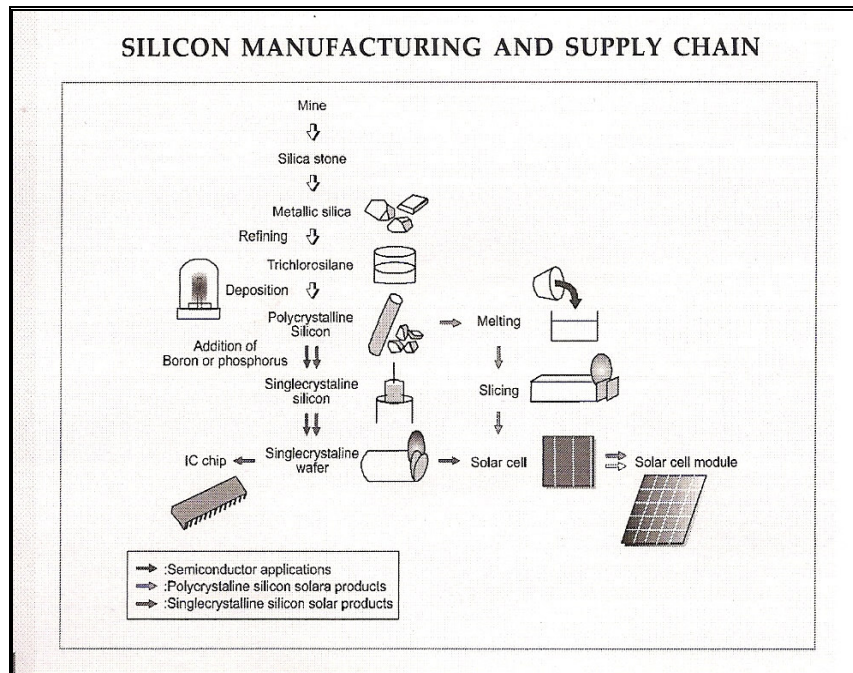 SILICON MANUFACTURING AND SUPPLY CHAIN
Mine
Silica stone
Metallic silica
Refining
Trichlorosilane
Deposition
Polycrystalline
Silicon
Melting
Addition of
Boron or phosphorus
Singlecrystaline
silicon
Slicing
IC chip
Singlecrystaline
wafer
Solar cell
Solar cell module
:Semiconductor applications
:Polycrystaline silicon solara products
:Singlecrystalline silicon solar products